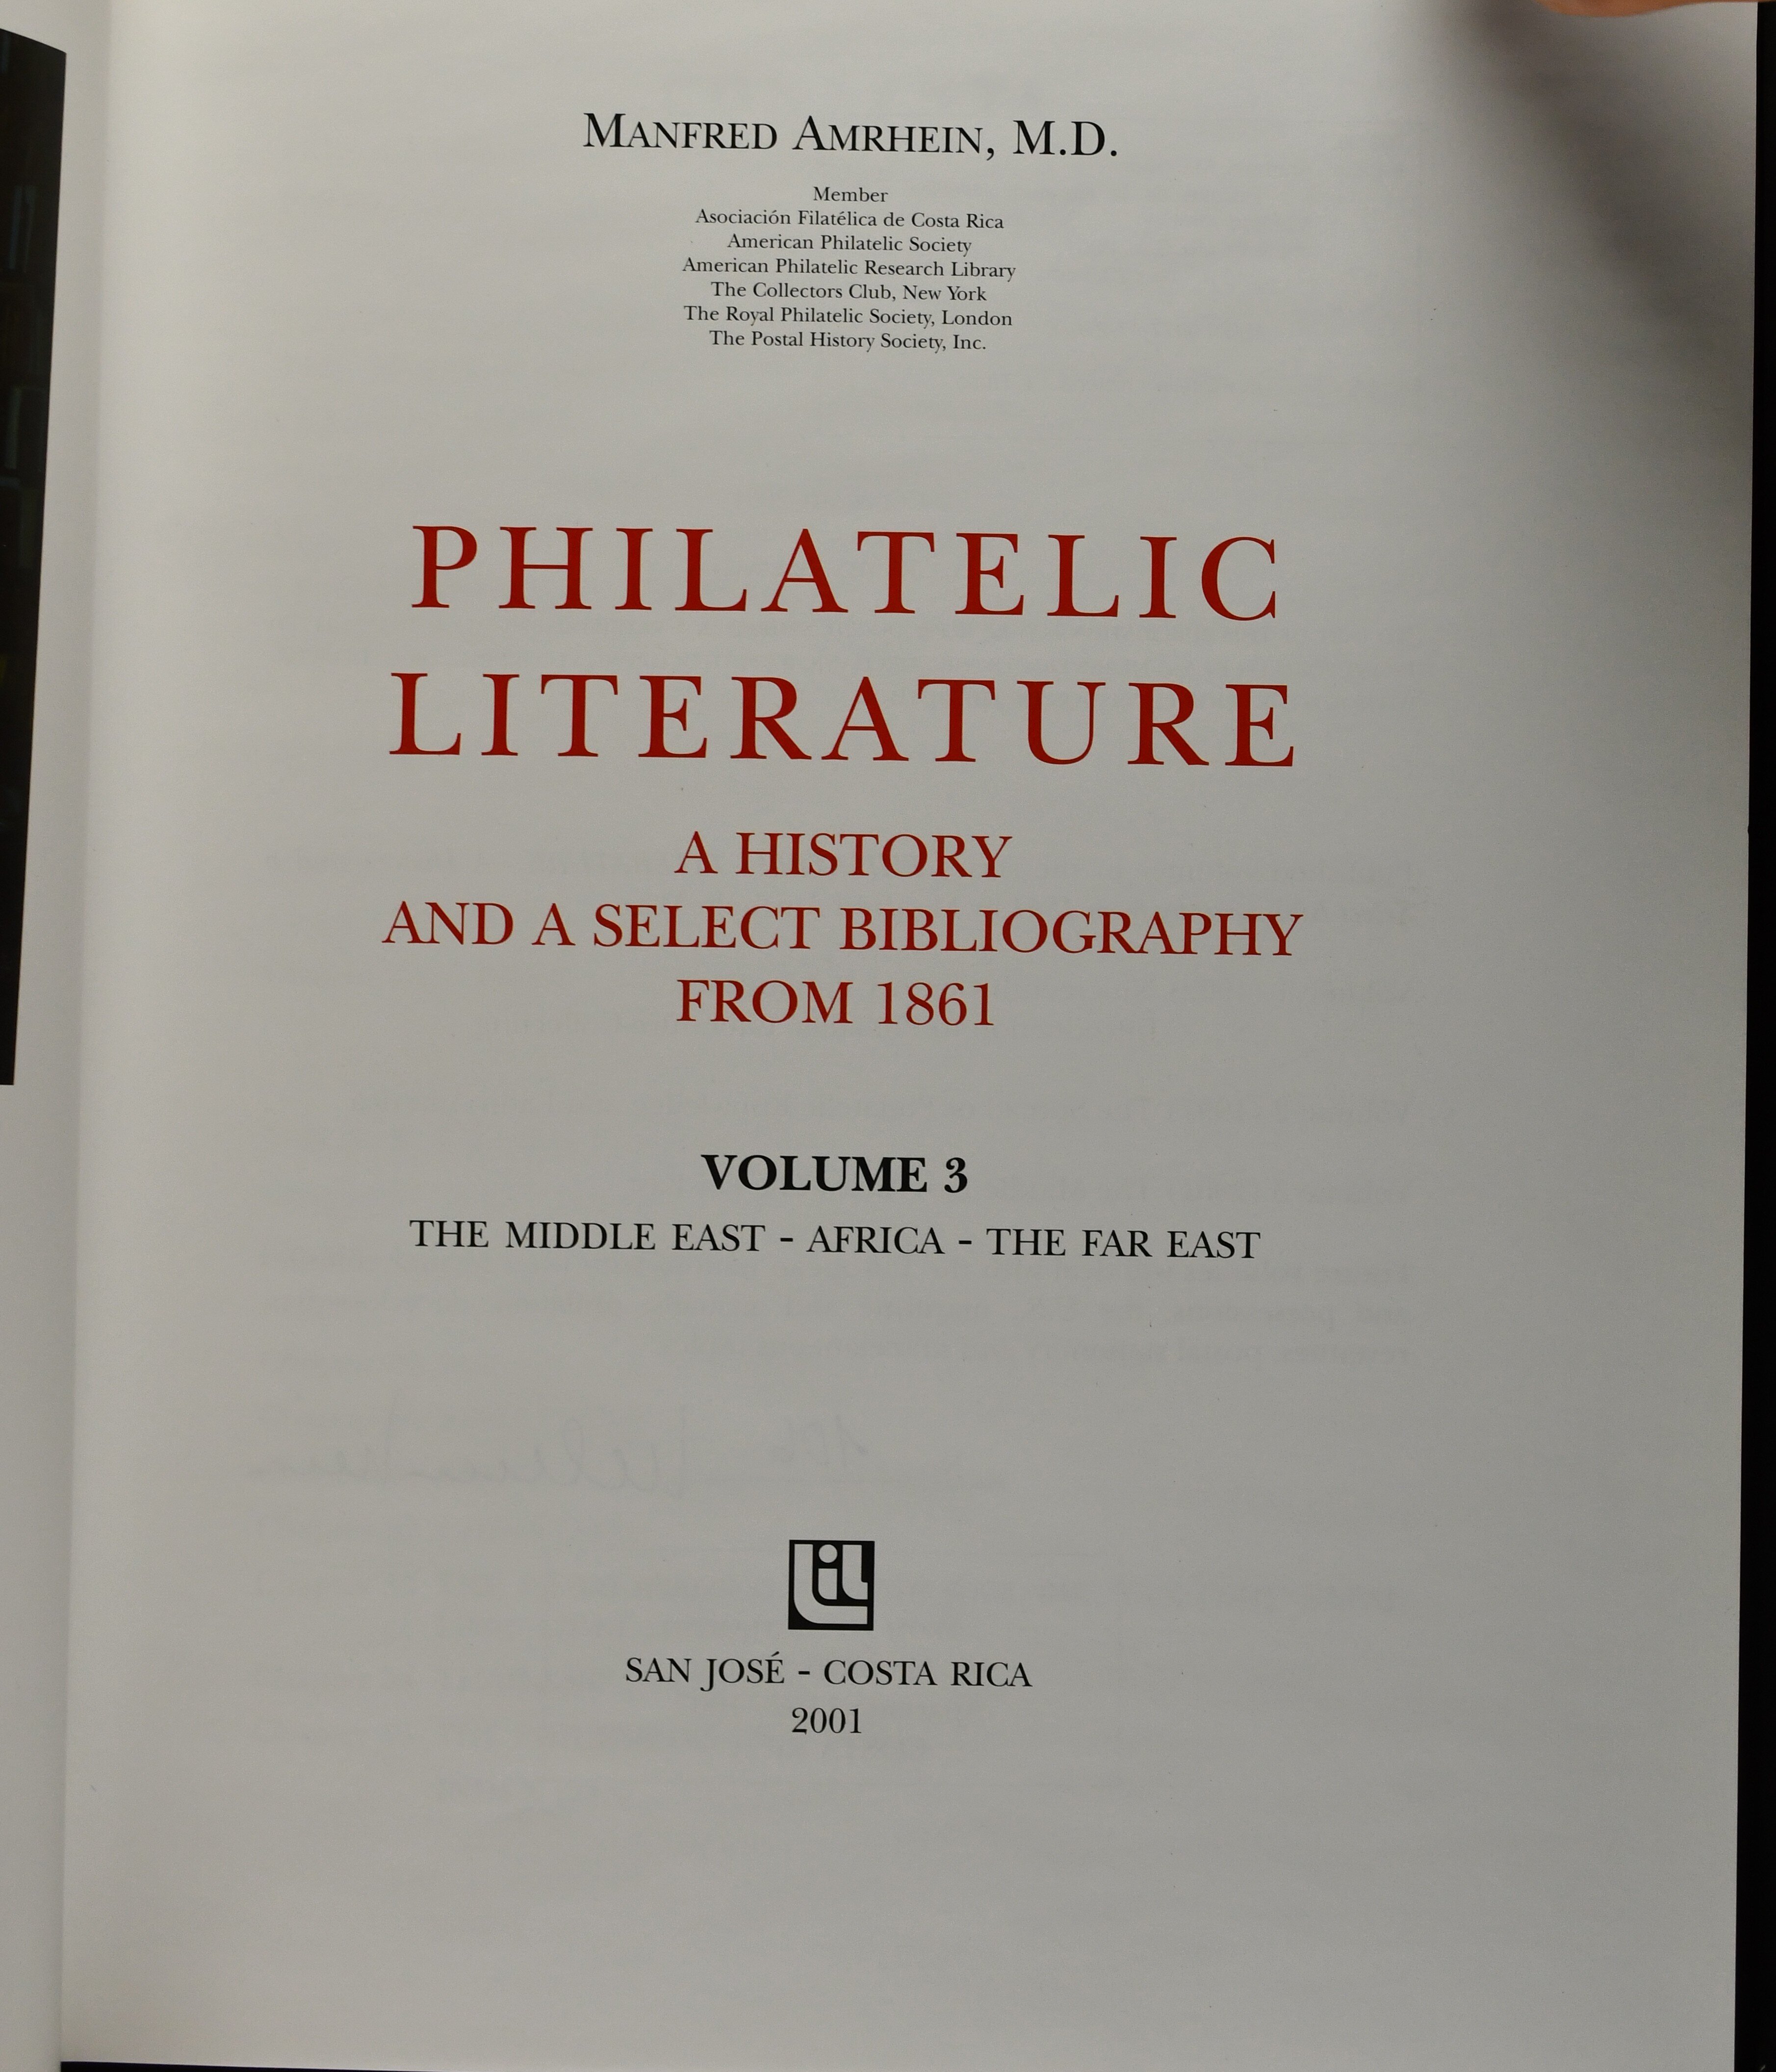 MANFRED AMRHEIN, M.D.
Member
Asociación Filatélica de Costa Rica
American Philatelic Society
American Philatelic Research Library
The Collectors Club, New York
The Royal Philatelic Society, London
The Postal History Society, Inc.
PHILATELIC
LITERATURE
A HISTORY
AND A SELECT BIBLIOGRAPHY
FROM 1861
VOLUME 3
THE MIDDLE EAST - AFRICA - THE FAR EAST
LiL
SAN JOSÉ - COSTA RICA
2001